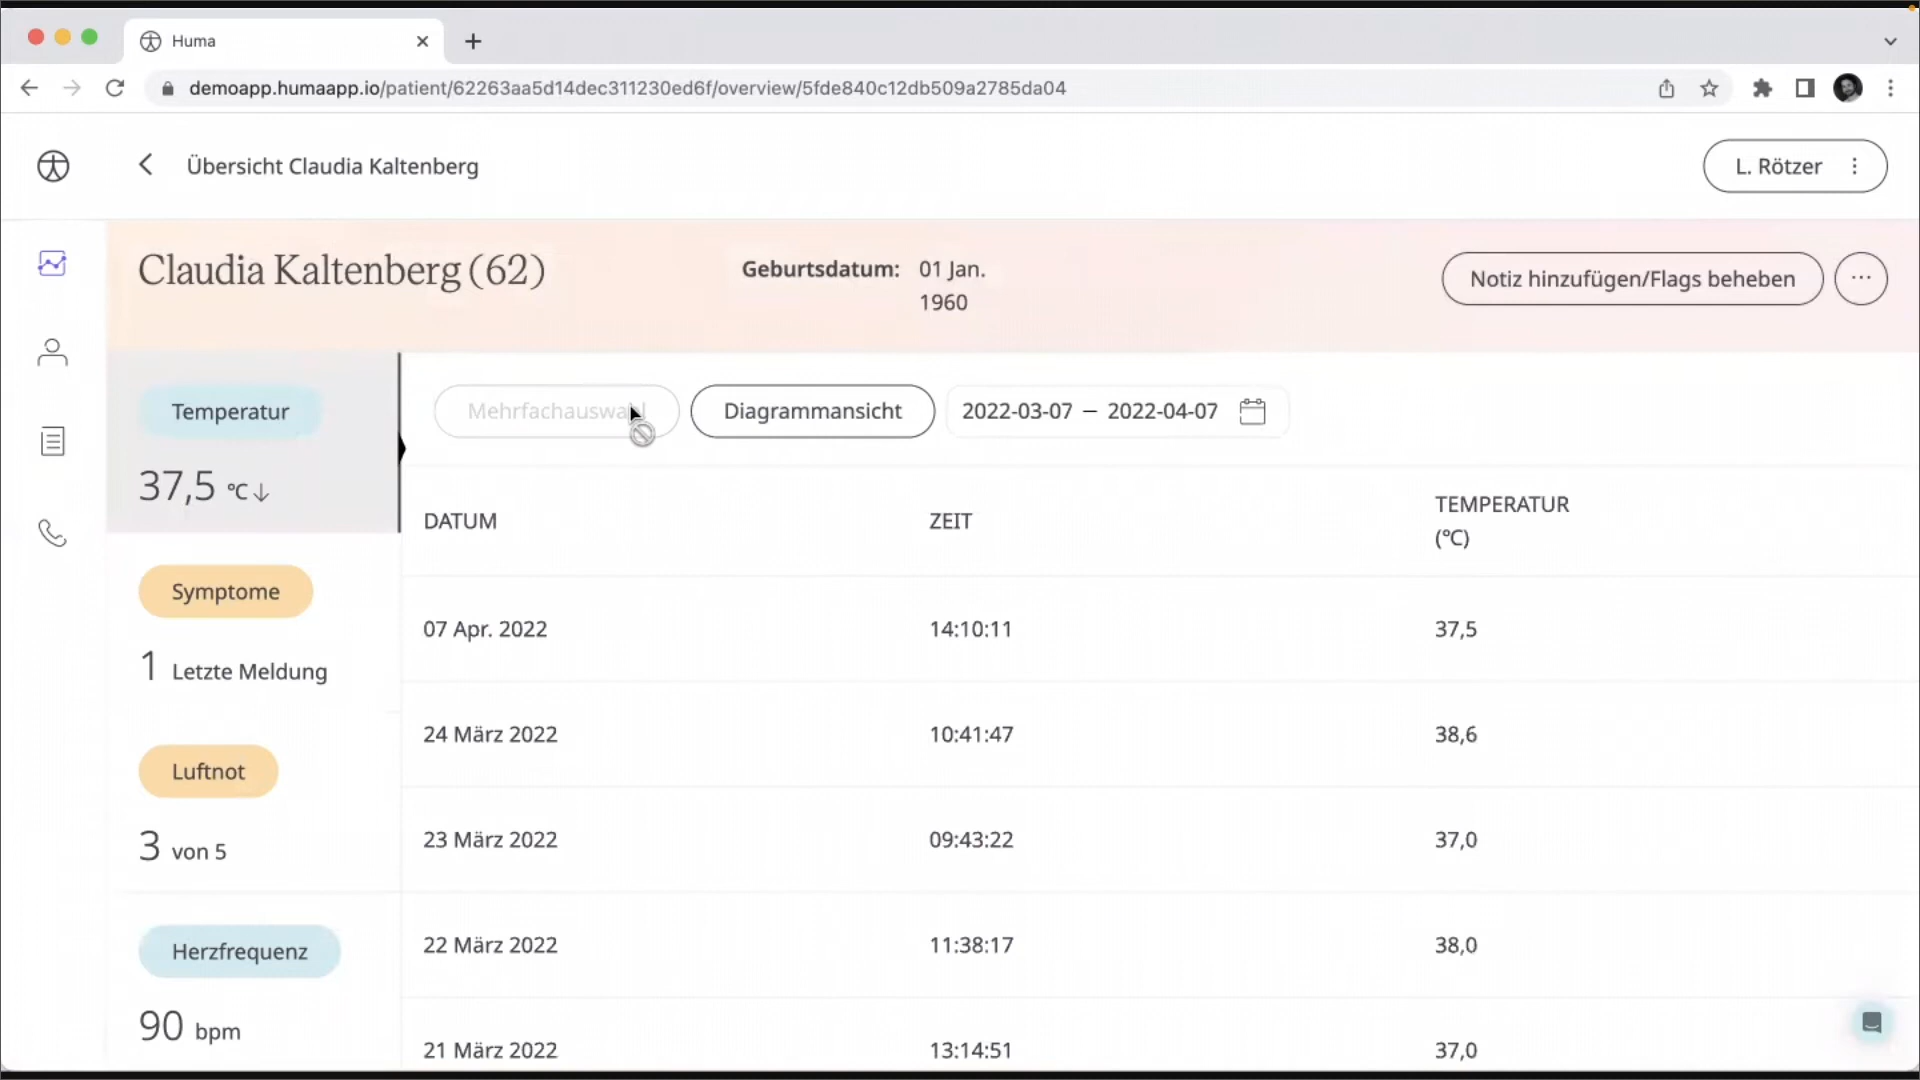 Huma
demoapp.humaapp.io/patient/62263aa5d14dec311230ed6f/overview/5fde840c12db509a2785da04
Übersicht Claudia Kaltenberg
L. Rötzer
Claudia Kaltenberg (62)
Geburtsdatum: 01 Jan.
1960
Notiz hinzufügen/Flags beheben
Temperatur
37,5 °C ↓
Mehrfachauswahl
Diagrammansicht
2022-03-07 – 2022-04-07
DATUM ZEIT TEMPERATUR
(°C)
Symptome
1 Letzte Meldung
07 Apr. 2022 14:10:11 37,5
24 März 2022 10:41:47 38,6
Luftnot
3 von 5
23 März 2022 09:43:22 37,0
22 März 2022 11:38:17 38,0
Herzfrequenz
90 bpm
21 März 2022 13:14:51 37,0